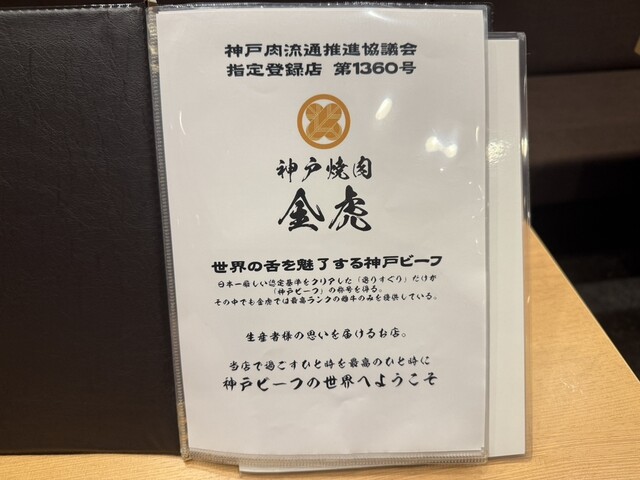 神戸肉流通推進協議会
指定登録店 第1360号
神戸焼肉
金虎
世界の舌を魅了する神戸ビーフ
日本一厳しい認定基準をクリアした「選りすぐり」だけが
「神戸ビーフ」の称号を得る。
その中でも金虎では最高ランクの雌牛のみを提供している。
生産者様の思いを届けるお店。
当店で過ごすひと時を最高のひと時に
神戸ビーフの世界へようこそ